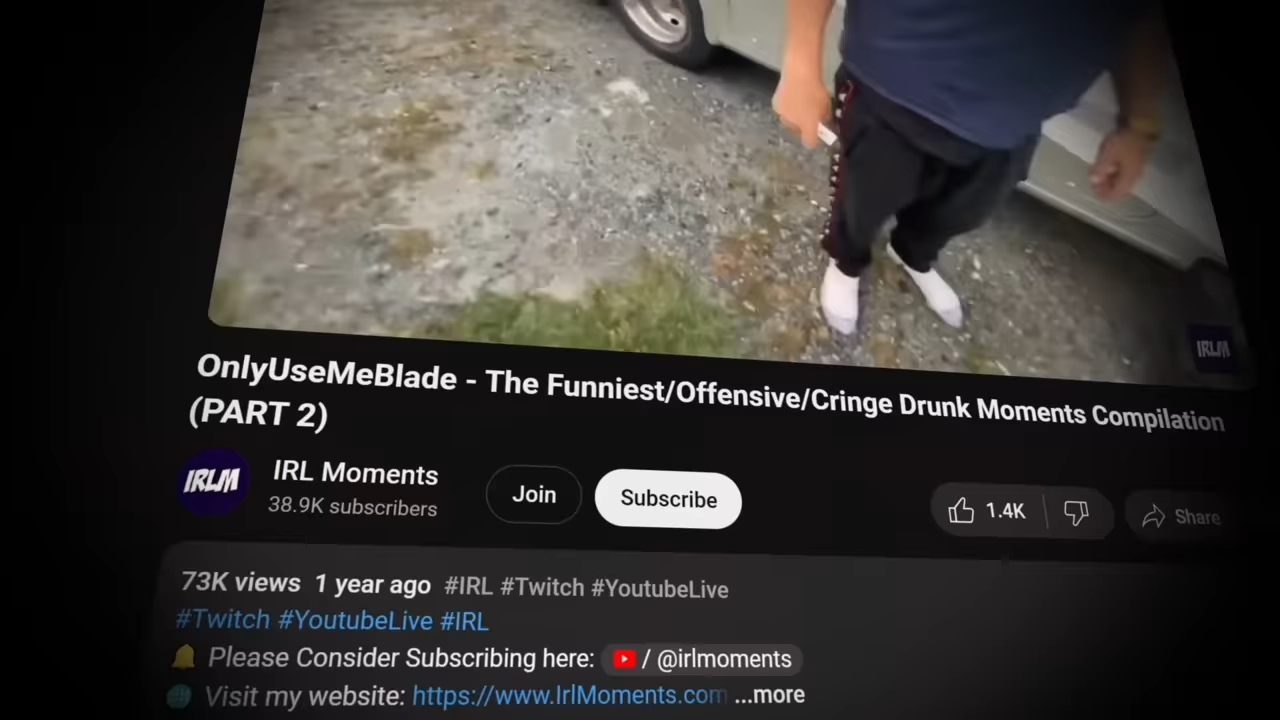 IRLM
OnlyUseMeBlade - The Funniest/Offensive/Cringe Drunk Moments Compilation
(PART 2)
IRLM
IRL Moments
38.9K subscribers
Join
Subscribe
1.4K
Share
73K views 1 year ago #IRL #Twitch #YoutubeLive
#Twitch #YoutubeLive #IRL
Please Consider Subscribing here: / @irlmoments
Visit my website: https://www.IrlMoments.com ...more